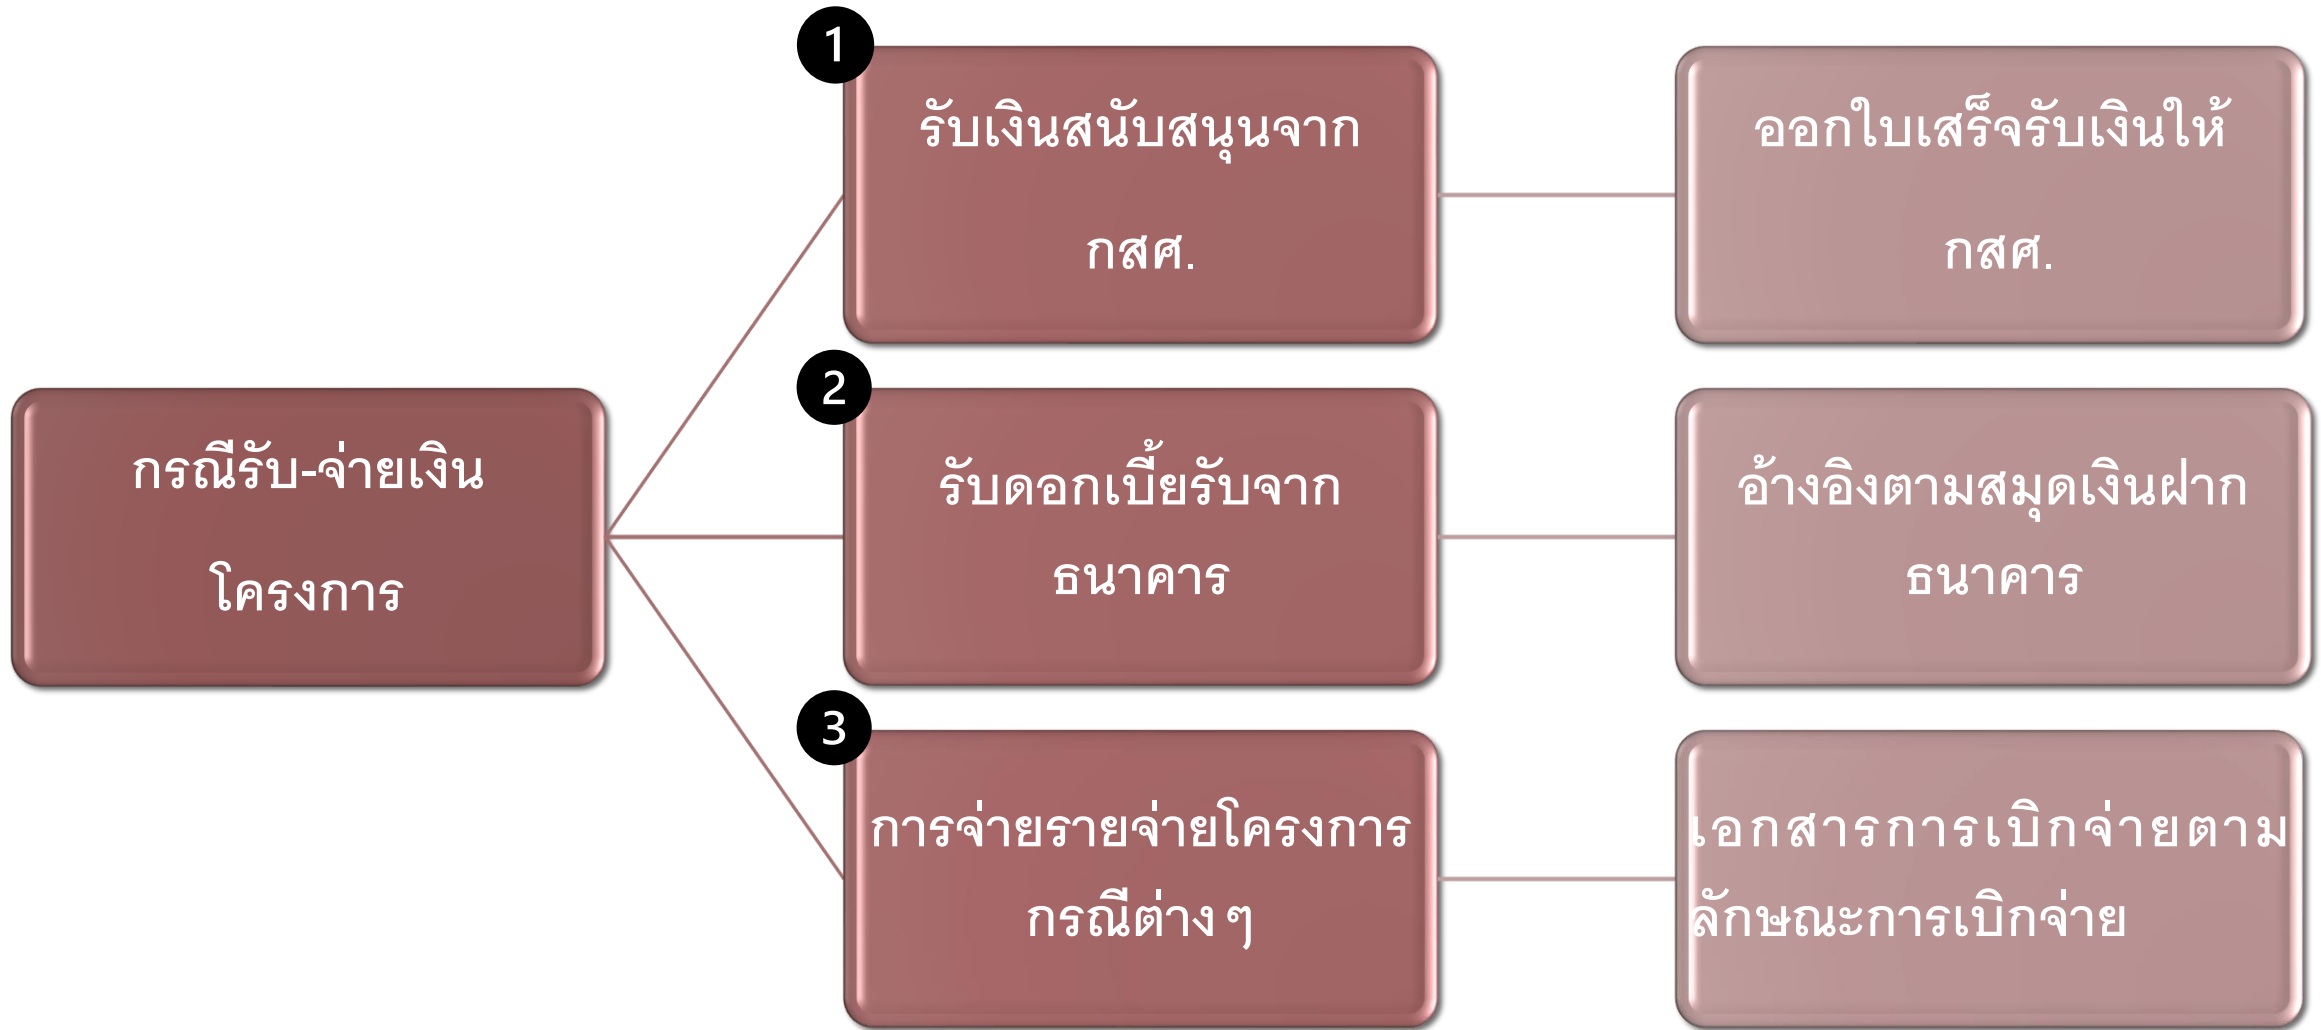 กรณีรับ-จ่ายเงิน
โครงการ
1
รับเงินสนับสนุนจาก
กสศ.
ออกใบเสร็จรับเงินให้
กสศ.
2
รับดอกเบี้ยรับจาก
ธนาคาร
อ้างอิงตามสมุดเงินฝาก
ธนาคาร
3
การจ่ายรายจ่ายโครงการ
กรณีต่าง ๆ
เอกสารการเบิกจ่ายตาม
ลักษณะการเบิกจ่าย